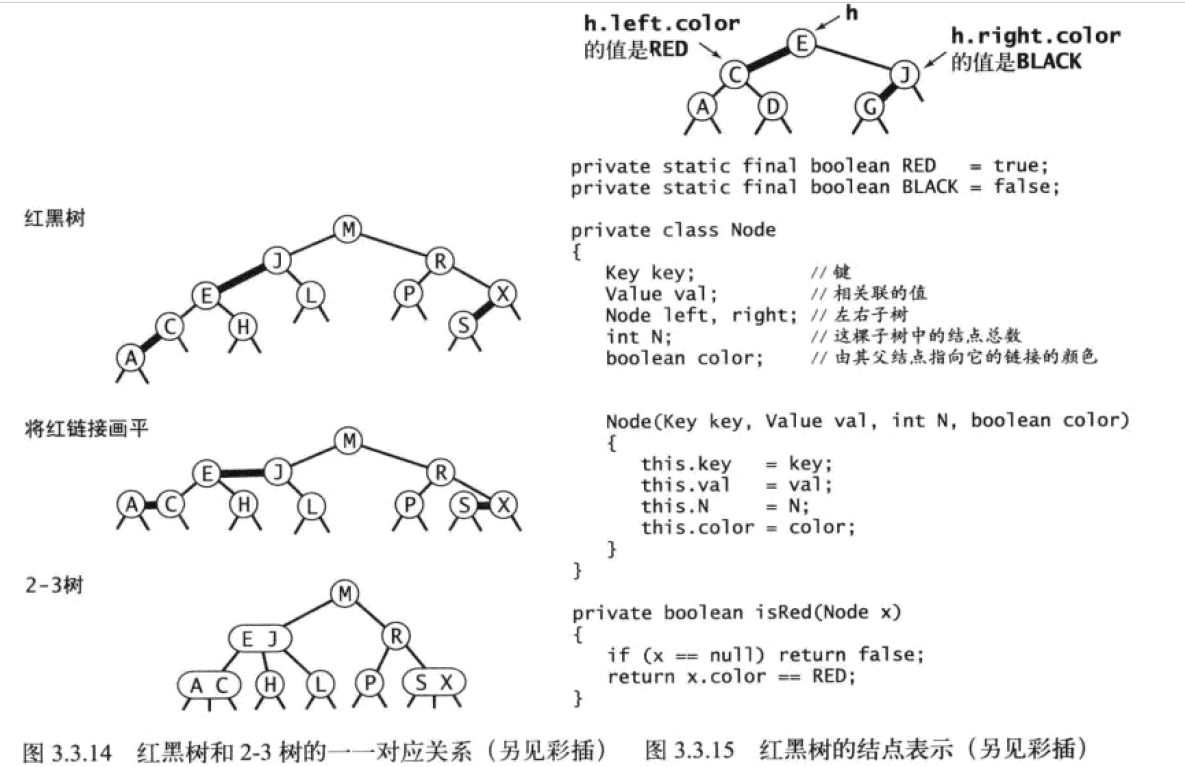 红黑树
M
J
R
E
L
P
X
C
H
S
A
将红链接画平
M
E
J
R
A
C
H
L
P
S
X
2-3树
M
E J
R
A C
H
L
P
S X
图 3.3.14 红黑树和 2-3 树的一一对应关系（另见彩插）
h.left.color
的值是RED
h
h.right.color
的值是BLACK
E
C
J
A
D
G
private static final boolean RED   = true;
private static final boolean BLACK = false;
private class Node
{
   Key key;          // 键
   Value val;        // 相关联的值
   Node left, right; // 左右子树
   int N;            // 这棵子树中的结点总数
   boolean color;    // 由其父结点指向它的链接的颜色
   Node(Key key, Value val, int N, boolean color)
   {
      this.key   = key;
      this.val   = val;
      this.N     = N;
      this.color = color;
   }
}
private boolean isRed(Node x)
{
   if (x == null) return false;
   return x.color == RED;
}
图 3.3.15 红黑树的结点表示（另见彩插）